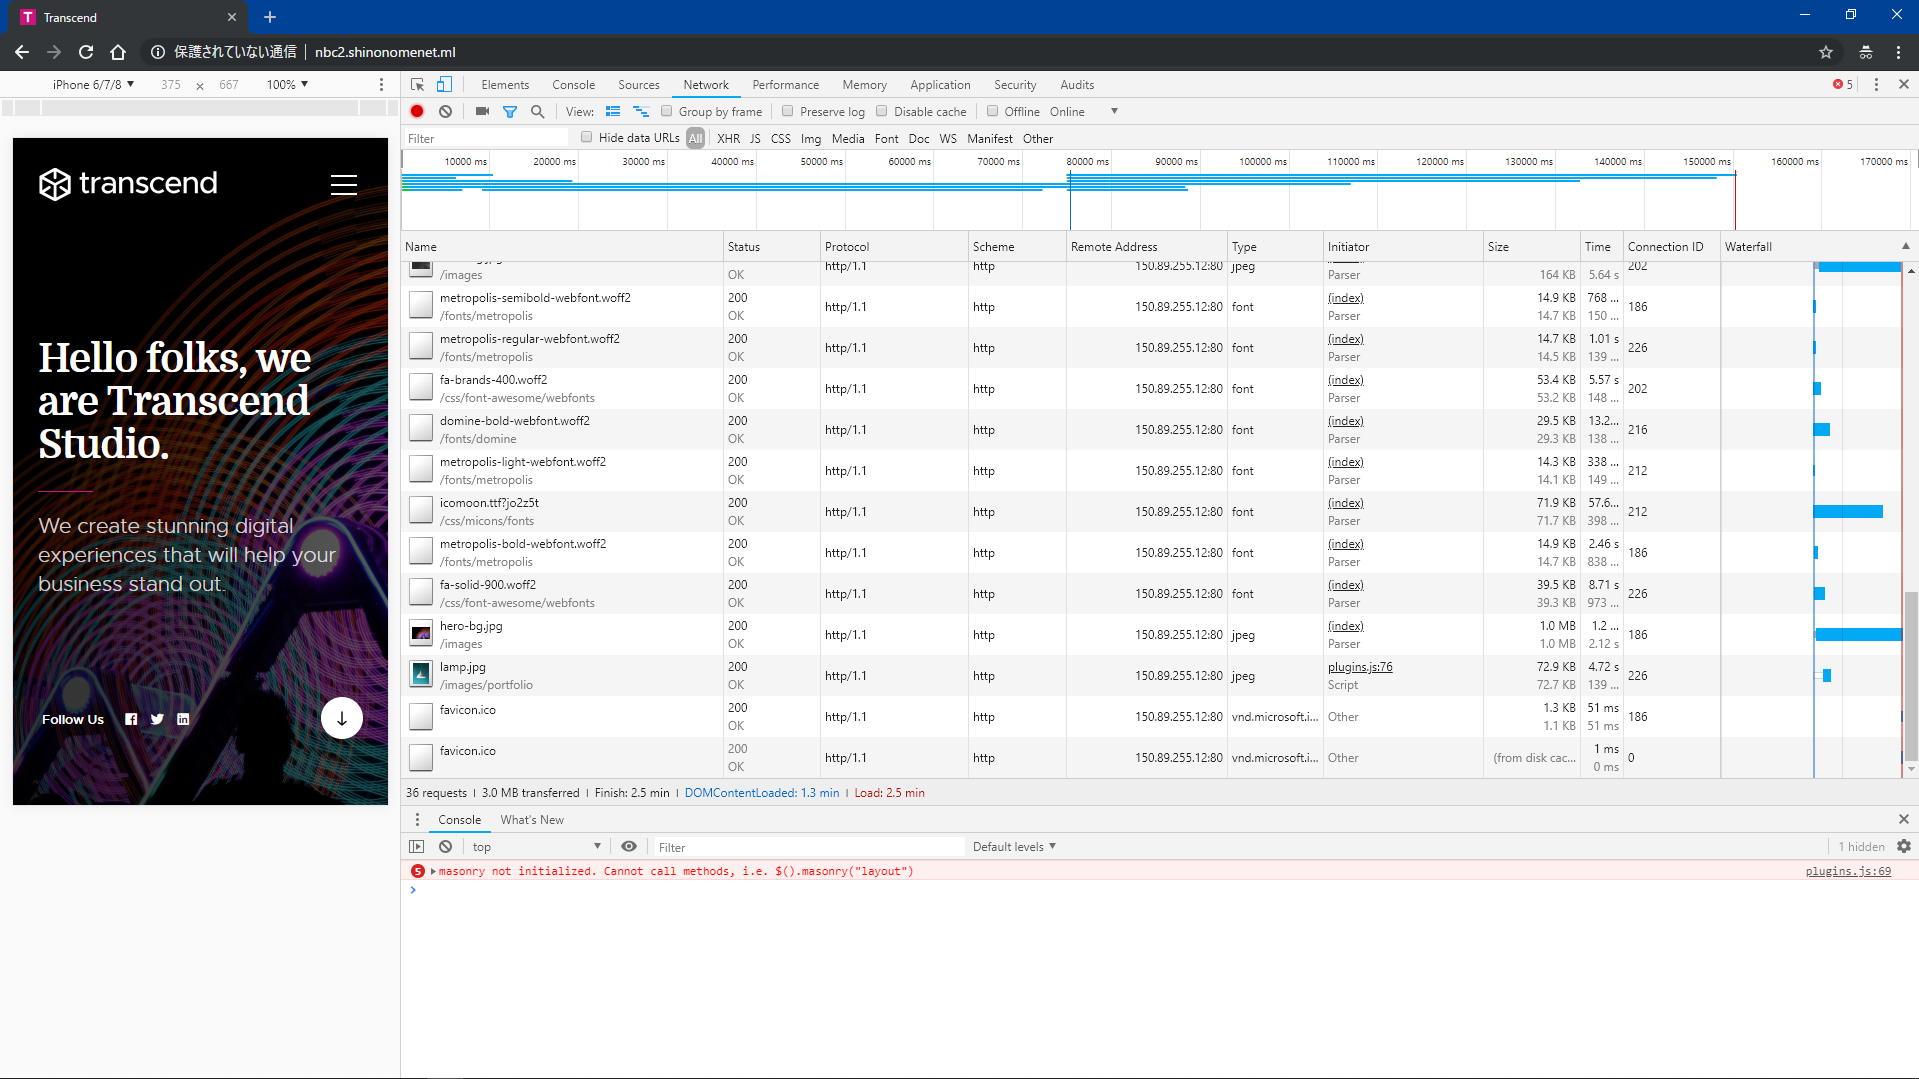 Transcend
保護されていない通信 | nbc2.shinonomenet.ml
iPhone 6/7/8 ▼ 375 × 667 100% ▼
Elements Console Sources Network Performance Memory Application Security Audits 5
View: Group by frame Preserve log Disable cache Offline Online ▼
Filter Hide data URLs All XHR JS CSS Img Media Font Doc WS Manifest Other
10000 ms 20000 ms 30000 ms 40000 ms 50000 ms 60000 ms 70000 ms 80000 ms 90000 ms 100000 ms 110000 ms 120000 ms 130000 ms 140000 ms 150000 ms 160000 ms 170000 ms
transcend
Hello folks, we
are Transcend
Studio.
We create stunning digital
experiences that will help your
business stand out.
Follow Us
Name Status Protocol Scheme Remote Address Type Initiator Size Time Connection ID Waterfall ▲
http/1.1 http 150.89.255.12:80 jpeg 202
/images OK Parser 164 KB 5.64 s
metropolis-semibold-webfont.woff2 200 http/1.1 http 150.89.255.12:80 font (index) 14.9 KB 768 ... 186
/fonts/metropolis OK Parser 14.7 KB 150 ...
metropolis-regular-webfont.woff2 200 http/1.1 http 150.89.255.12:80 font (index) 14.7 KB 1.01 s 226
/fonts/metropolis OK Parser 14.5 KB 139 ...
fa-brands-400.woff2 200 http/1.1 http 150.89.255.12:80 font (index) 53.4 KB 5.57 s 202
/css/font-awesome/webfonts OK Parser 53.2 KB 148 ...
domine-bold-webfont.woff2 200 http/1.1 http 150.89.255.12:80 font (index) 29.5 KB 13.2... 216
/fonts/domine OK Parser 29.3 KB 138 ...
metropolis-light-webfont.woff2 200 http/1.1 http 150.89.255.12:80 font (index) 14.3 KB 338 ... 212
/fonts/metropolis OK Parser 14.1 KB 149 ...
icomoon.ttf?jo2z5t 200 http/1.1 http 150.89.255.12:80 font (index) 71.9 KB 57.6... 212
/css/micons/fonts OK Parser 71.7 KB 398 ...
metropolis-bold-webfont.woff2 200 http/1.1 http 150.89.255.12:80 font (index) 14.9 KB 2.46 s 186
/fonts/metropolis OK Parser 14.7 KB 838 ...
fa-solid-900.woff2 200 http/1.1 http 150.89.255.12:80 font (index) 39.5 KB 8.71 s 226
/css/font-awesome/webfonts OK Parser 39.3 KB 973 ...
hero-bg.jpg 200 http/1.1 http 150.89.255.12:80 jpeg (index) 1.0 MB 1.2 ... 186
/images OK Parser 1.0 MB 2.12 s
lamp.jpg 200 http/1.1 http 150.89.255.12:80 jpeg plugins.js:76 72.9 KB 4.72 s 226
/images/portfolio OK Script 72.7 KB 139 ...
favicon.ico 200 http/1.1 http 150.89.255.12:80 vnd.microsoft.i... Other 1.3 KB 51 ms 186
OK 1.1 KB 51 ms
favicon.ico 200 http/1.1 http 150.89.255.12:80 vnd.microsoft.i... Other (from disk cac... 1 ms 0
OK 0 ms
36 requests | 3.0 MB transferred | Finish: 2.5 min | DOMContentLoaded: 1.3 min | Load: 2.5 min
Console What's New
top ▼ Filter Default levels ▼ 1 hidden
5 masonry not initialized. Cannot call methods, i.e. $().masonry("layout") plugins.js:69